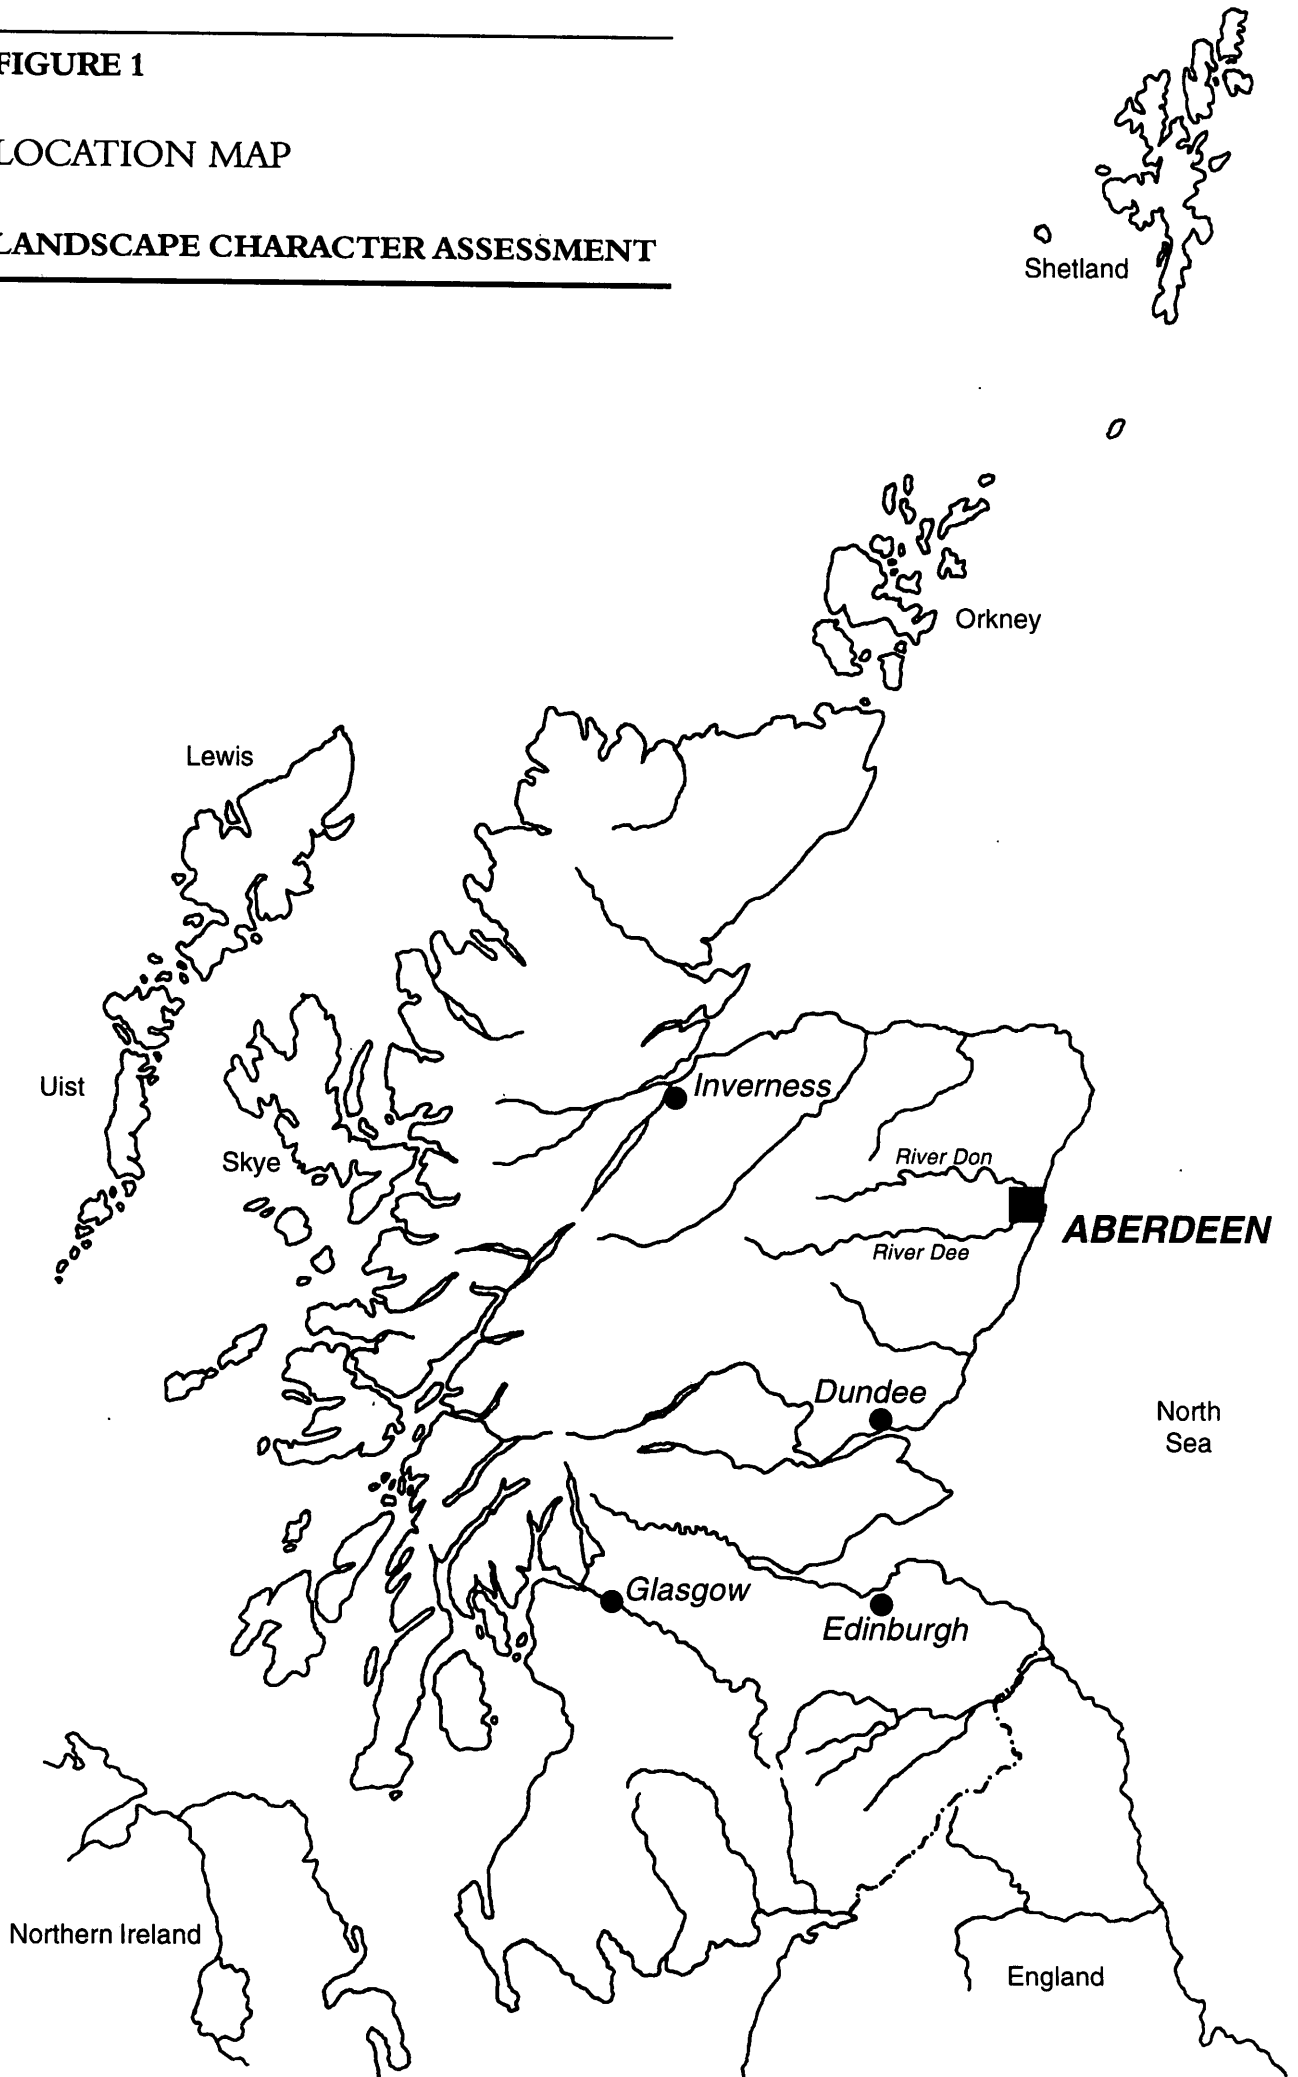 FIGURE 1
LOCATION MAP
LANDSCAPE CHARACTER ASSESSMENT
Shetland
Orkney
Lewis
Uist
Inverness
Skye
River Don
ABERDEEN
River Dee
Dundee
North
Sea
Glasgow
Edinburgh
Northern Ireland
England